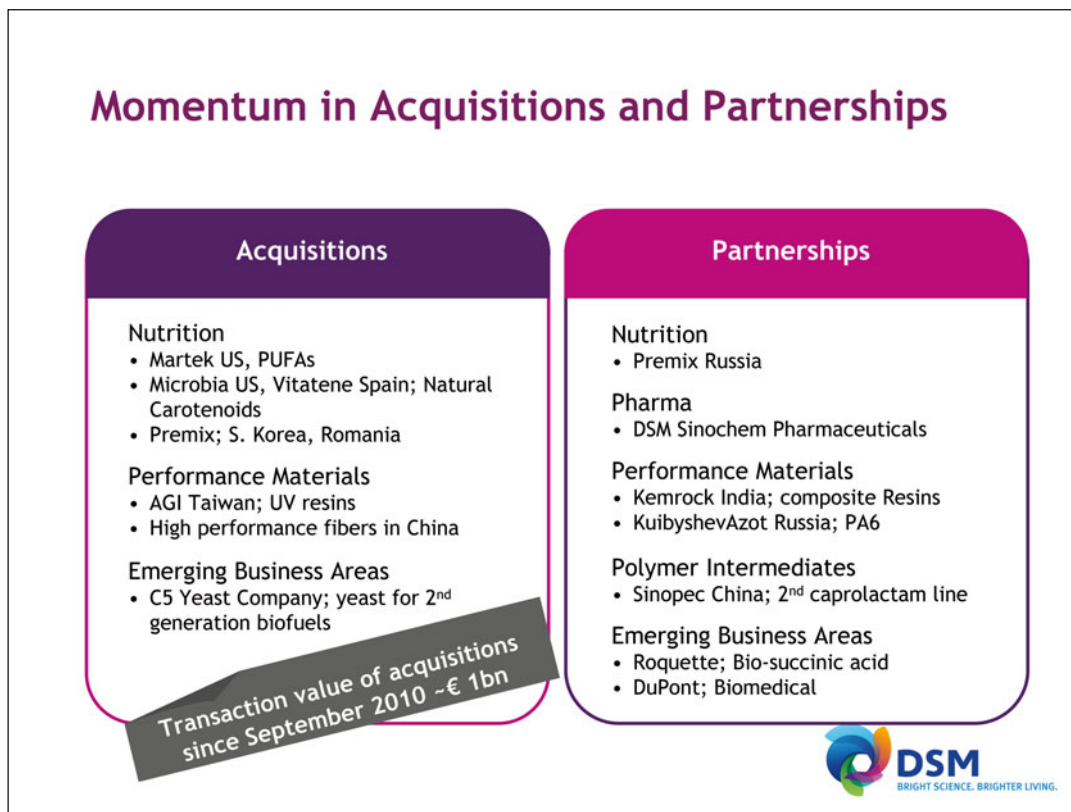 Momentum in Acquisitions and Partnerships
Acquisitions
Nutrition
• Martek US, PUFAs
• Microbia US, Vitatene Spain; Natural
Carotenoids
• Premix; S. Korea, Romania
Performance Materials
• AGI Taiwan; UV resins
• High performance fibers in China
Emerging Business Areas
• C5 Yeast Company; yeast for 2nd
generation biofuels
Transaction value of acquisitions
since September 2010 ~€ 1bn
Partnerships
Nutrition
• Premix Russia
Pharma
• DSM Sinochem Pharmaceuticals
Performance Materials
• Kemrock India; composite Resins
• KuibyshevAzot Russia; PA6
Polymer Intermediates
• Sinopec China; 2nd caprolactam line
Emerging Business Areas
• Roquette; Bio-succinic acid
• DuPont; Biomedical
DSM
BRIGHT SCIENCE. BRIGHTER LIVING.